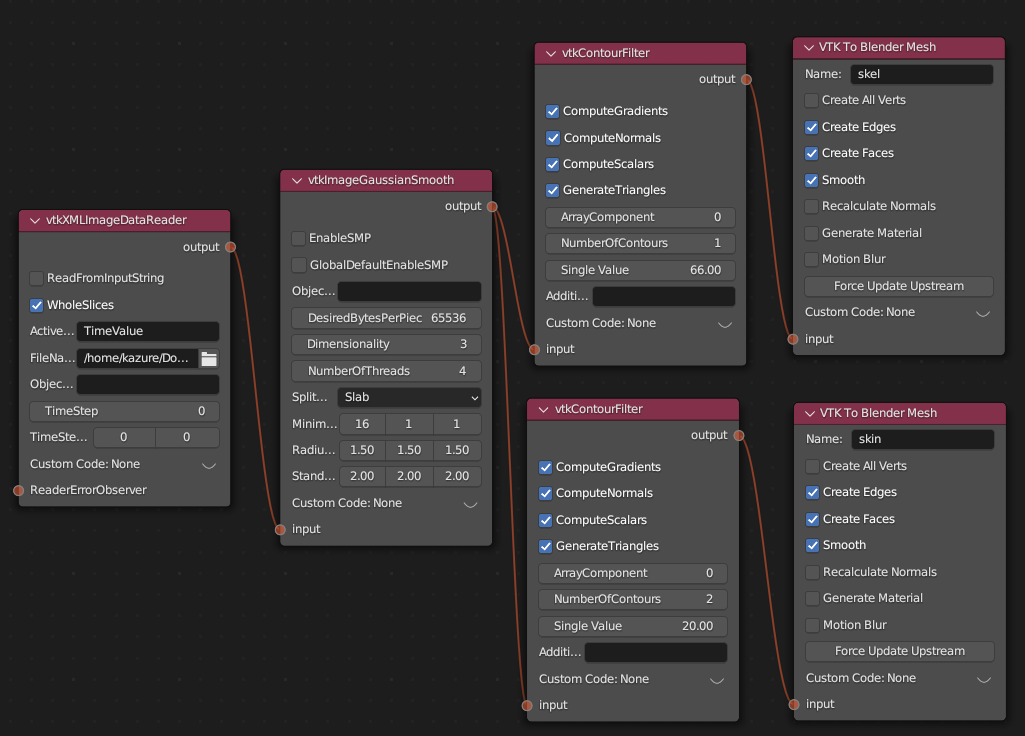 vtkXMLImageDataReader
output
ReadFromInputString
WholeSlices
Active... TimeValue
FileNa... /home/kazure/Do...
Objec...
TimeStep 0
TimeSte... 0 0
Custom Code: None
ReaderErrorObserver
vtkImageGaussianSmooth
output
EnableSMP
GlobalDefaultEnableSMP
Objec...
DesiredBytesPerPiec 65536
Dimensionality 3
NumberOfThreads 4
Split... Slab
Minim... 16 1 1
Radiu... 1.50 1.50 1.50
Stand... 2.00 2.00 2.00
Custom Code: None
input
vtkContourFilter
output
ComputeGradients
ComputeNormals
ComputeScalars
GenerateTriangles
ArrayComponent 0
NumberOfContours 1
Single Value 66.00
Additi...
Custom Code: None
input
VTK To Blender Mesh
Name: skel
Create All Verts
Create Edges
Create Faces
Smooth
Recalculate Normals
Generate Material
Motion Blur
Force Update Upstream
Custom Code: None
input
vtkContourFilter
output
ComputeGradients
ComputeNormals
ComputeScalars
GenerateTriangles
ArrayComponent 0
NumberOfContours 2
Single Value 20.00
Additi...
Custom Code: None
input
VTK To Blender Mesh
Name: skin
Create All Verts
Create Edges
Create Faces
Smooth
Recalculate Normals
Generate Material
Motion Blur
Force Update Upstream
Custom Code: None
input